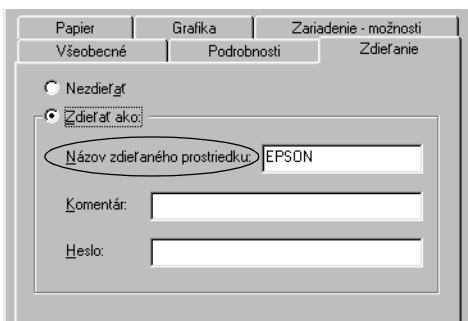 Papier Grafika Zariadenie - možnosti
Všeobecné Podrobnosti Zdieľanie
Nezdieľať
Zdieľať ako:
Názov zdieľaného prostriedku: EPSON
Komentár:
Heslo: